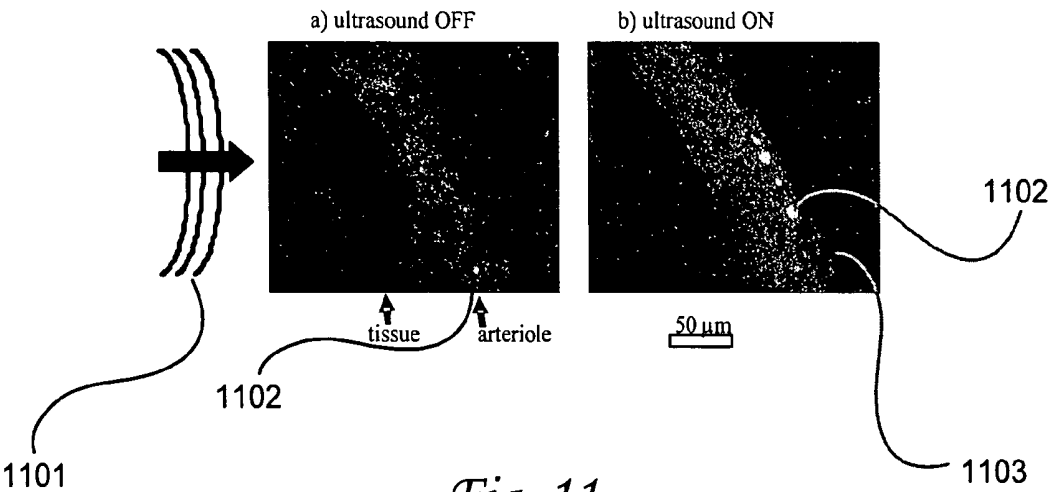 a) ultrasound OFF
b) ultrasound ON
1102
tissue
arteriole
50 µm
1102
1101
1103
Fig. 11